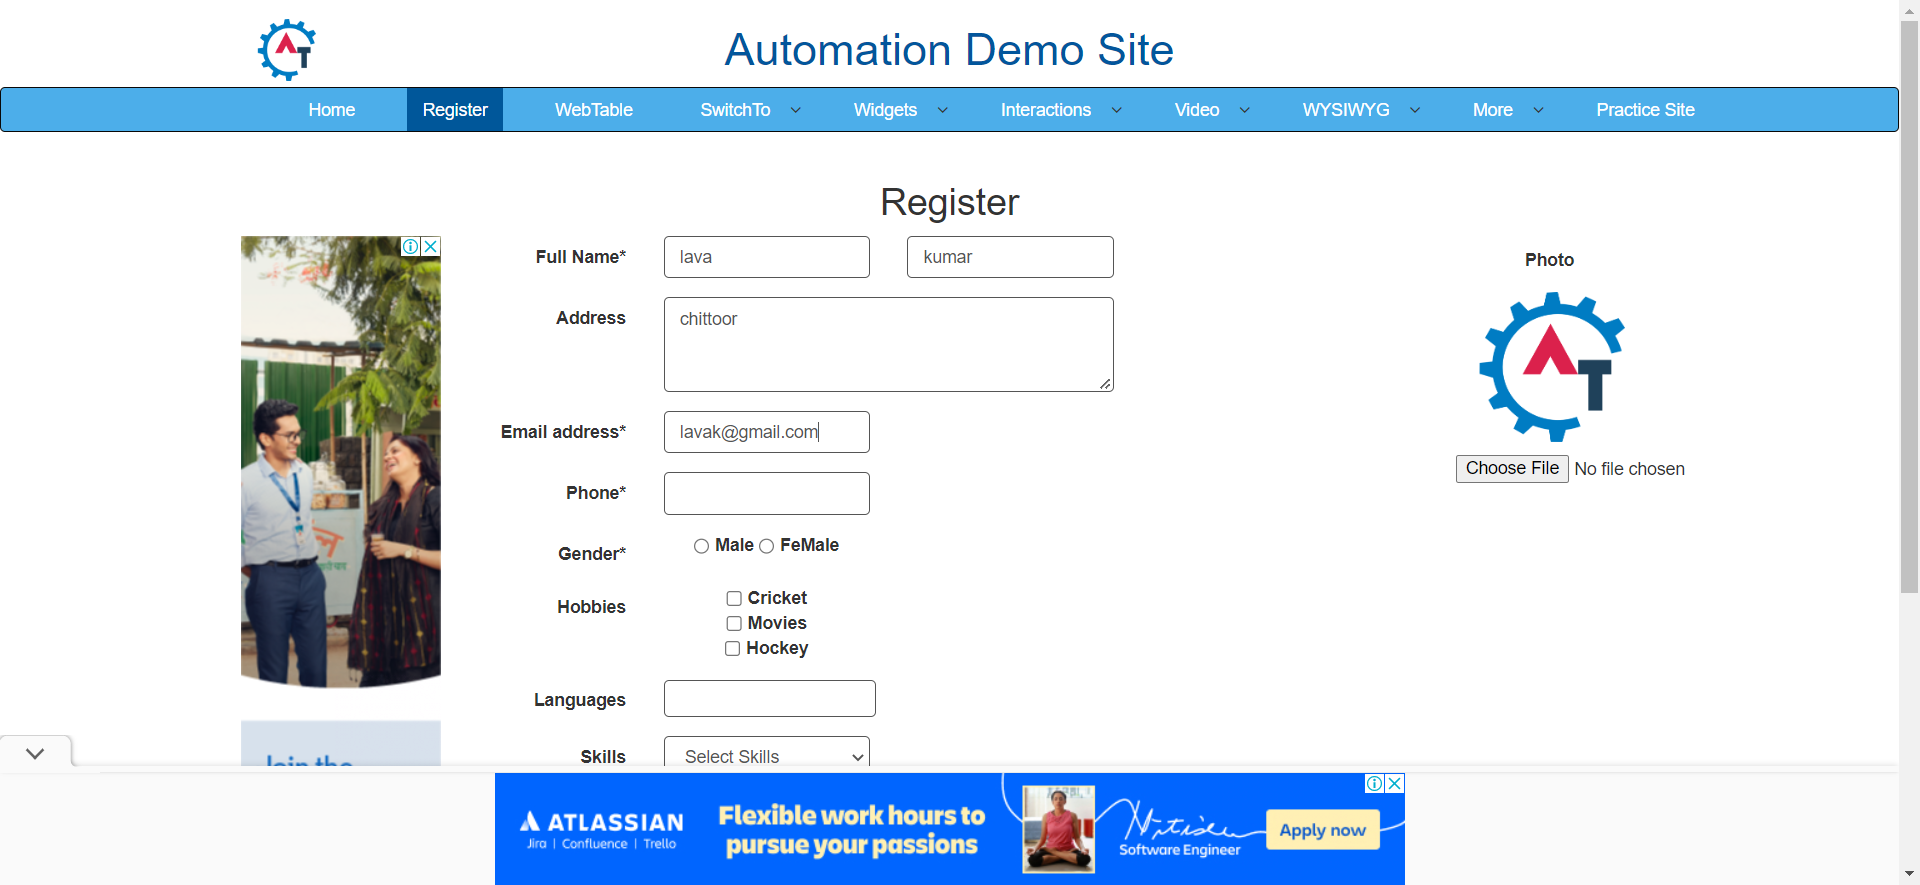 AT
Automation Demo Site
Home Register WebTable SwitchTo Widgets Interactions Video WYSIWYG More Practice Site
Register
Full Name* lava kumar
Photo
Address chittoor
AT
Email address* lavak@gmail.com
Choose File No file chosen
Phone*
Gender* Male FeMale
Hobbies
Cricket
Movies
Hockey
Languages
Skills Select Skills
Join the
ATLASSIAN
Jira | Confluence | Trello
Flexible work hours to
pursue your passions
Software Engineer
Apply now